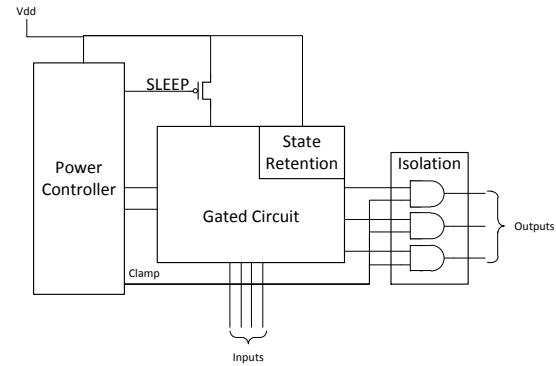 Vdd
SLEEP
State
Retention
Isolation
Power
Controller
Gated Circuit
Outputs
Clamp
Inputs